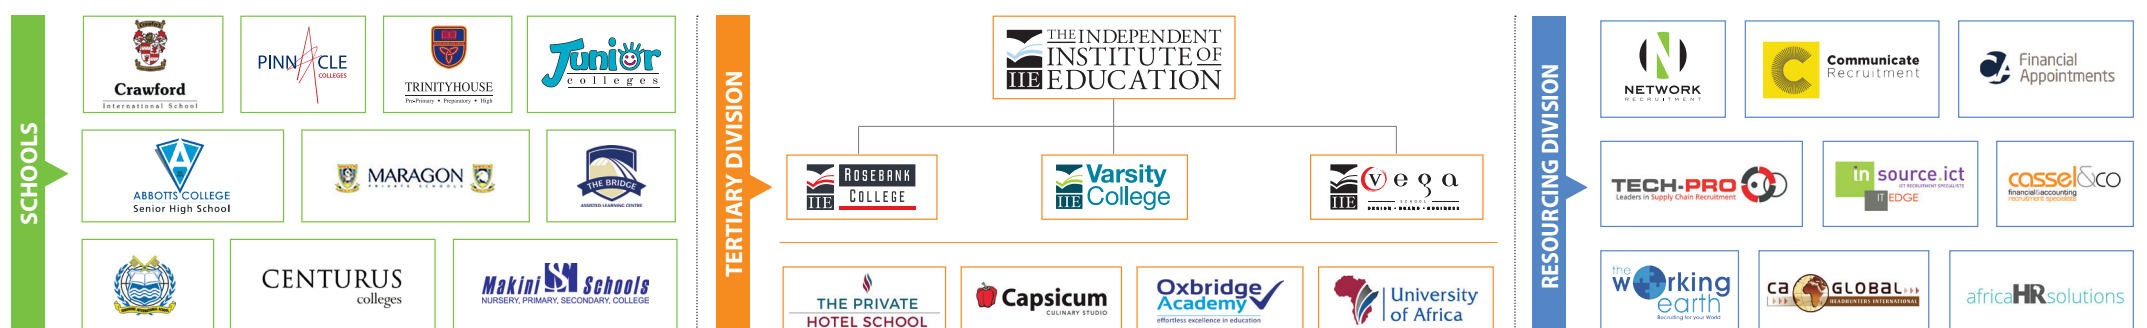 SCHOOLS
Crawford
International School
PINNACLE
COLLEGES
TRINITYHOUSE
Pre-Primary • Preparatory • High
Junior
colleges
ABBOTTS COLLEGE
Senior High School
MARAGON
PRIVATE SCHOOLS
THE BRIDGE
ASSISTED LEARNING CENTRE
CENTURUS
colleges
Makini Schools
NURSERY, PRIMARY, SECONDARY, COLLEGE
TERTIARY DIVISION
IIE
THE INDEPENDENT
INSTITUTE OF
EDUCATION
IIE
ROSEBANK
COLLEGE
IIE
Varsity
College
IIE
vega
SCHOOL
DESIGN • BRAND • BUSINESS
THE PRIVATE
HOTEL SCHOOL
Capsicum
CULINARY STUDIO
Oxbridge
Academy
effortless excellence in education
University
of Africa
RESOURCING DIVISION
N
NETWORK
RECRUITMENT
C
Communicate
Recruitment
CA
Financial
Appointments
TECH-PRO
Leaders in Supply Chain Recruitment
in source.ict
ICT RECRUITMENT SPECIALISTS
IT EDGE
cassel&co
financial&accounting
recruitment specialists
the
working
earth
Recruiting for your World
CA GLOBAL
HEADHUNTERS INTERNATIONAL
africaHRsolutions